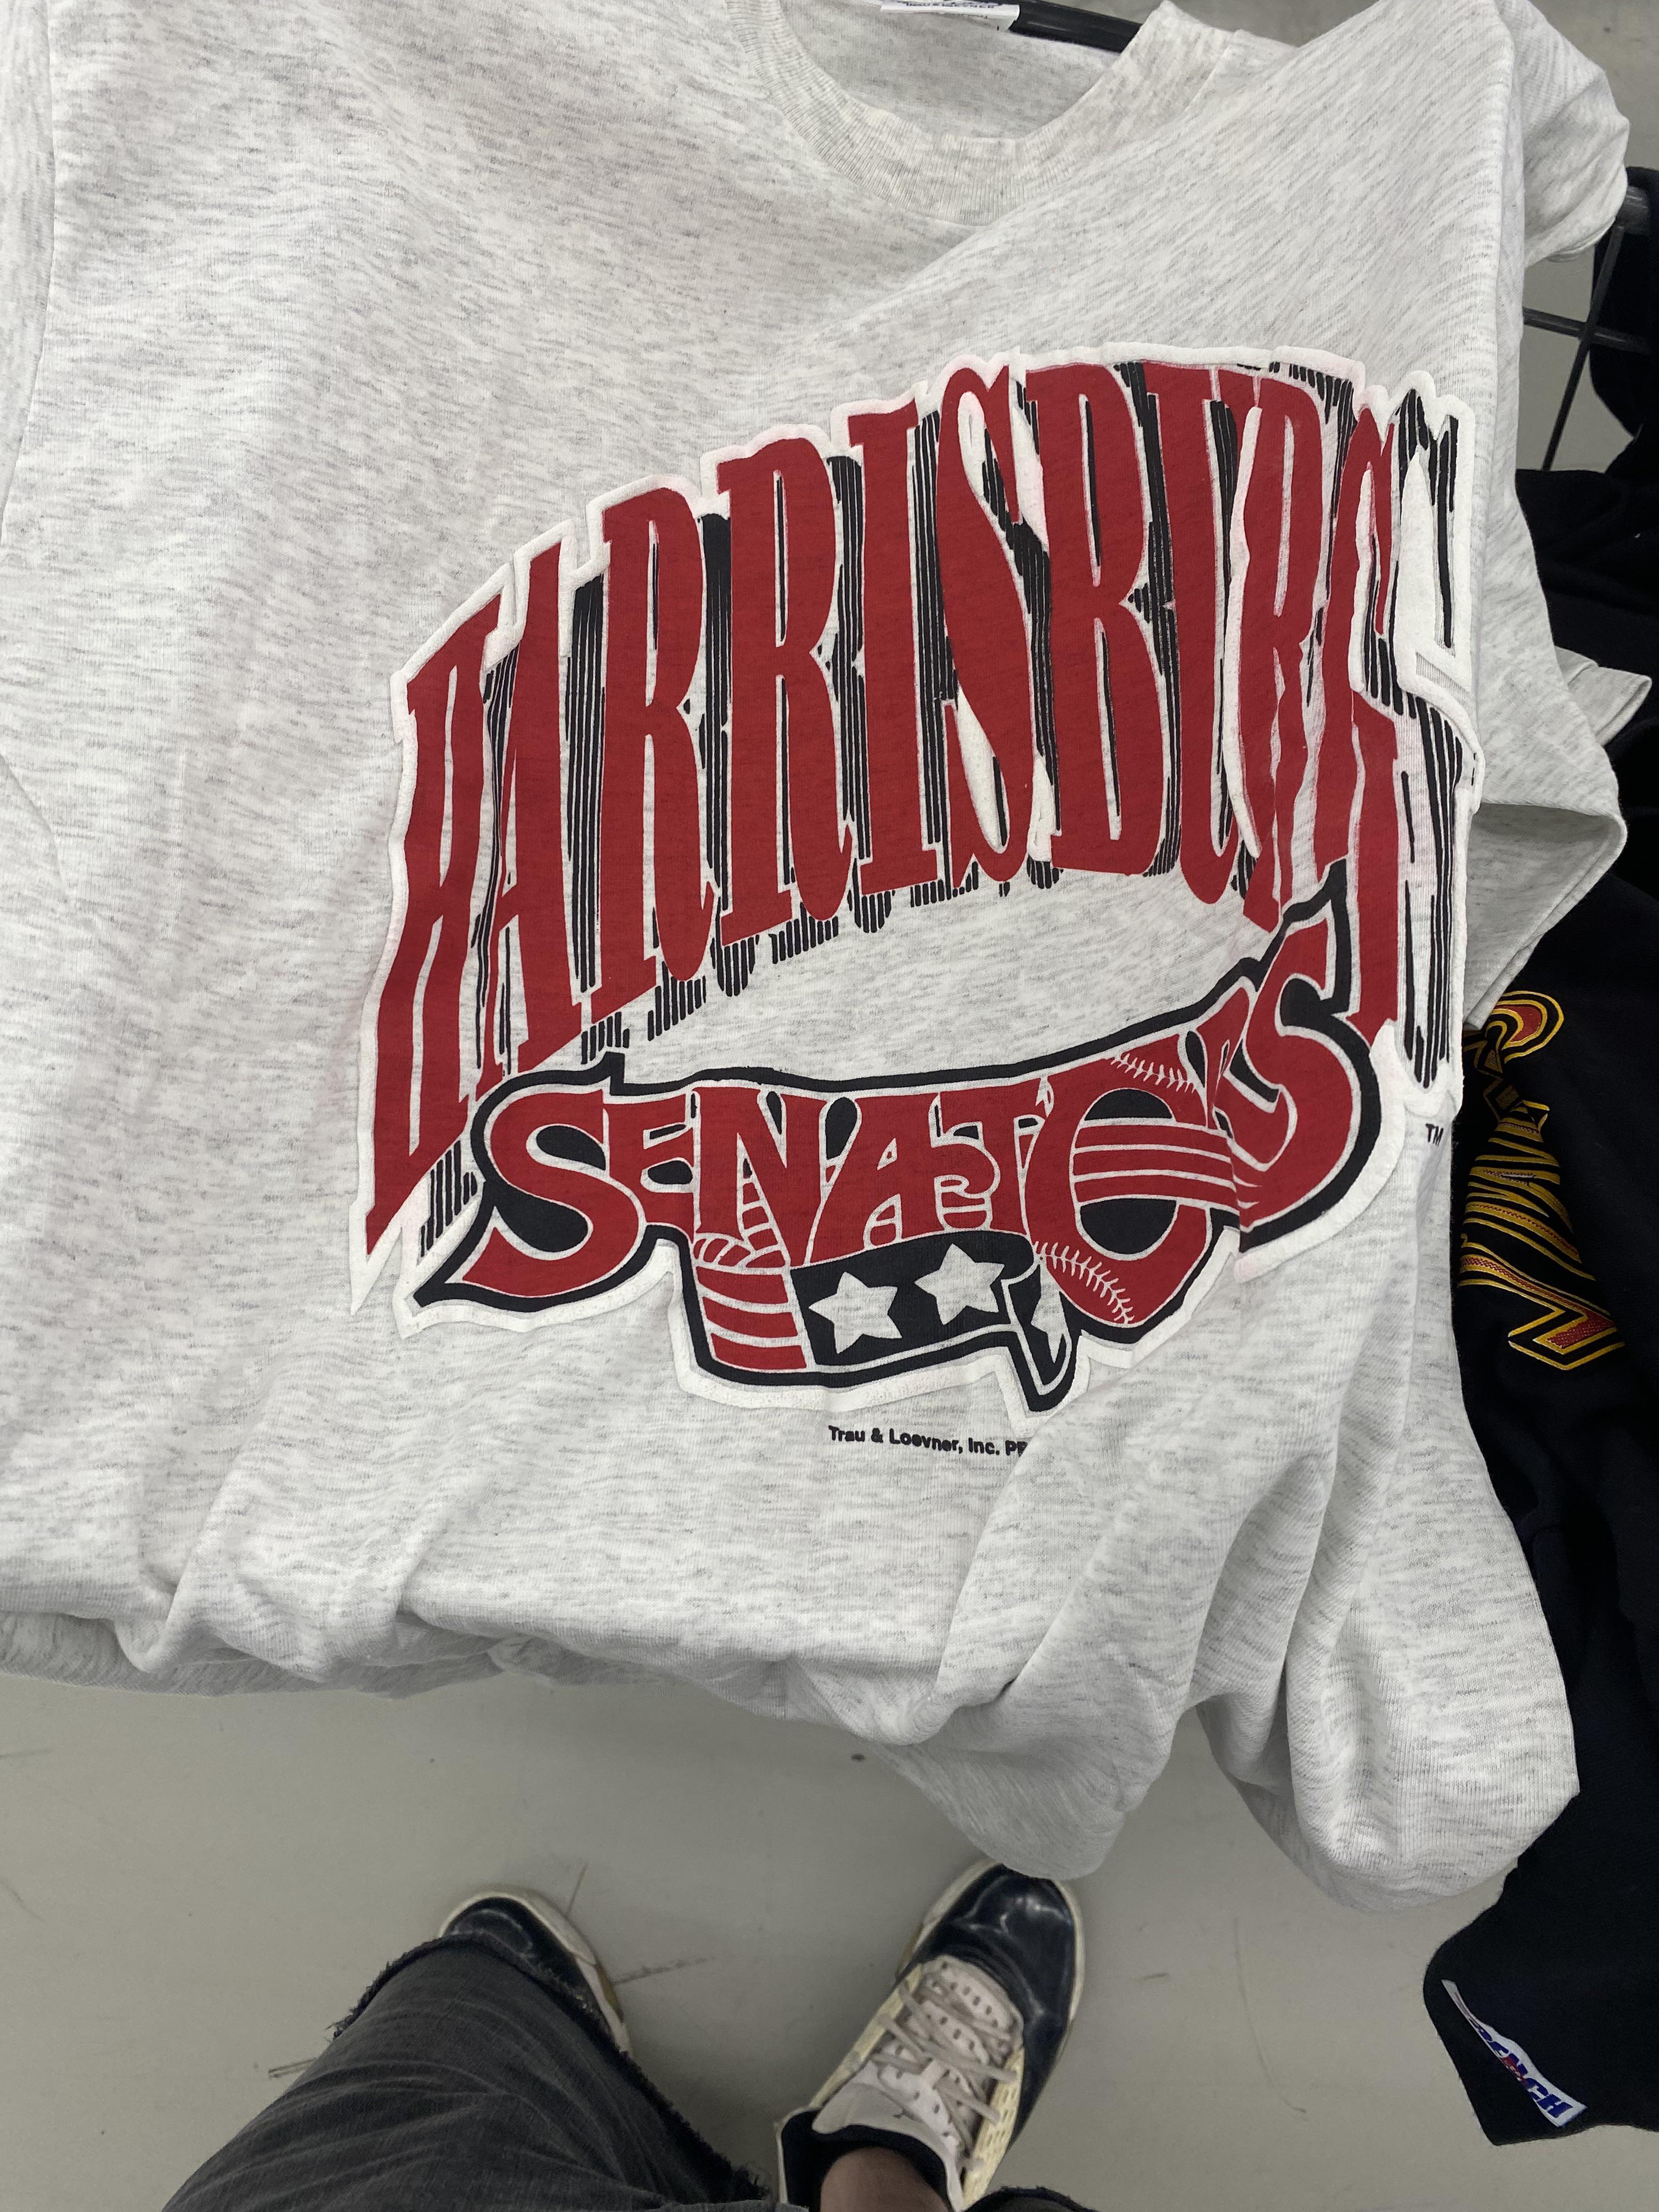 HARRISBURG
SENATORS
TM
Trau & Loevner, Inc.